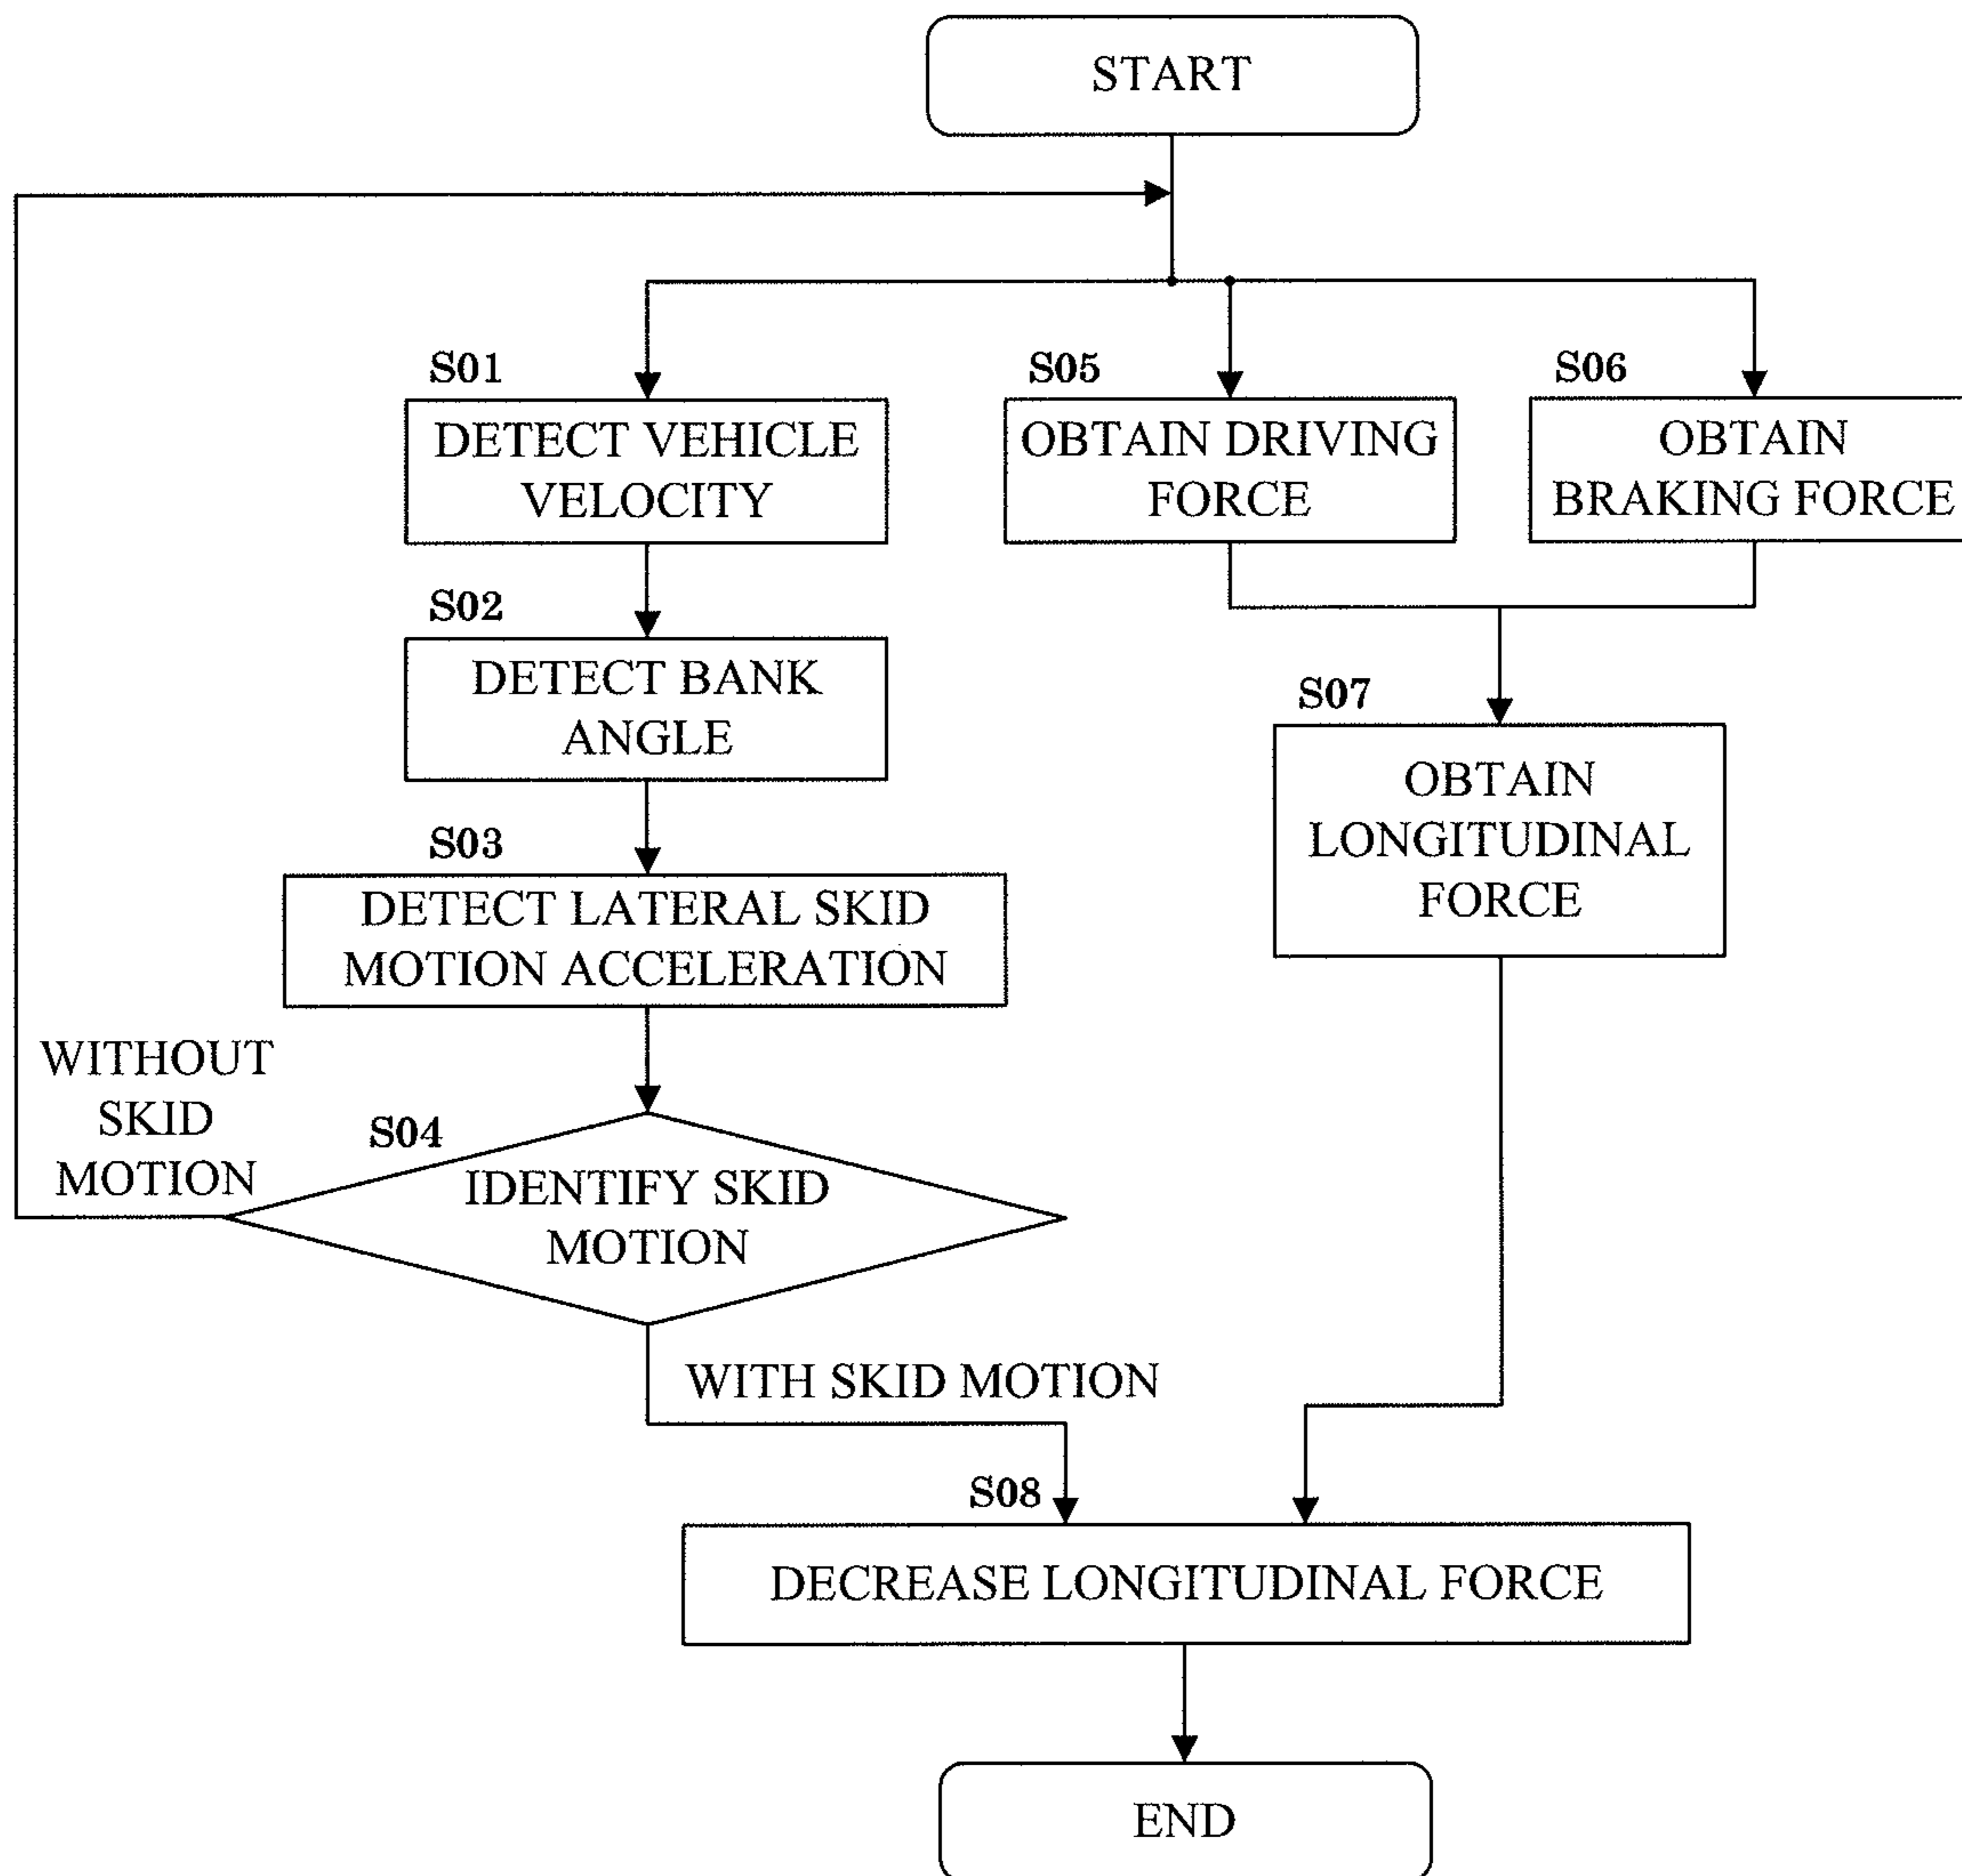 START
S01
DETECT VEHICLE
VELOCITY
S05
OBTAIN DRIVING
FORCE
S06
OBTAIN
BRAKING FORCE
S02
DETECT BANK
ANGLE
S07
OBTAIN
LONGITUDINAL
FORCE
S03
DETECT LATERAL SKID
MOTION ACCELERATION
WITHOUT
SKID
MOTION
S04
IDENTIFY SKID
MOTION
WITH SKID MOTION
S08
DECREASE LONGITUDINAL FORCE
END